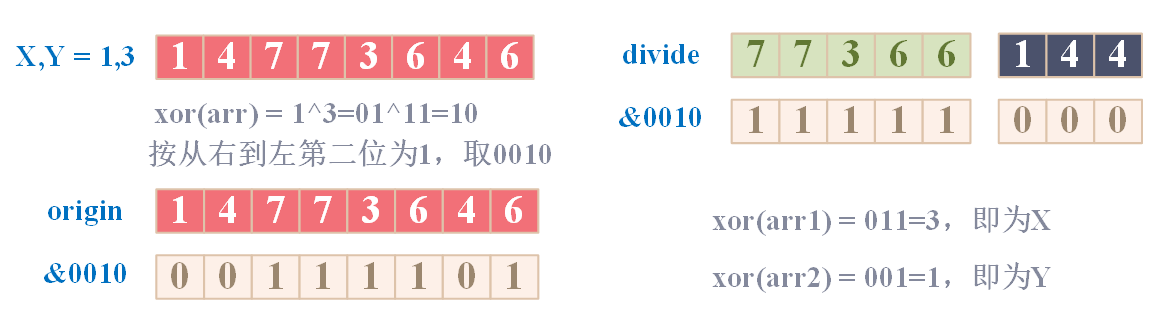 X,Y = 1,3 1 4 7 7 3 6 4 6
xor(arr) = 1^3=01^11=10
按从右到左第二位为1，取0010
origin 1 4 7 7 3 6 4 6
&0010 0 0 1 1 1 1 0 1
divide 7 7 3 6 6 1 4 4
&0010 1 1 1 1 1 0 0 0
xor(arr1) = 011=3，即为X
xor(arr2) = 001=1，即为Y